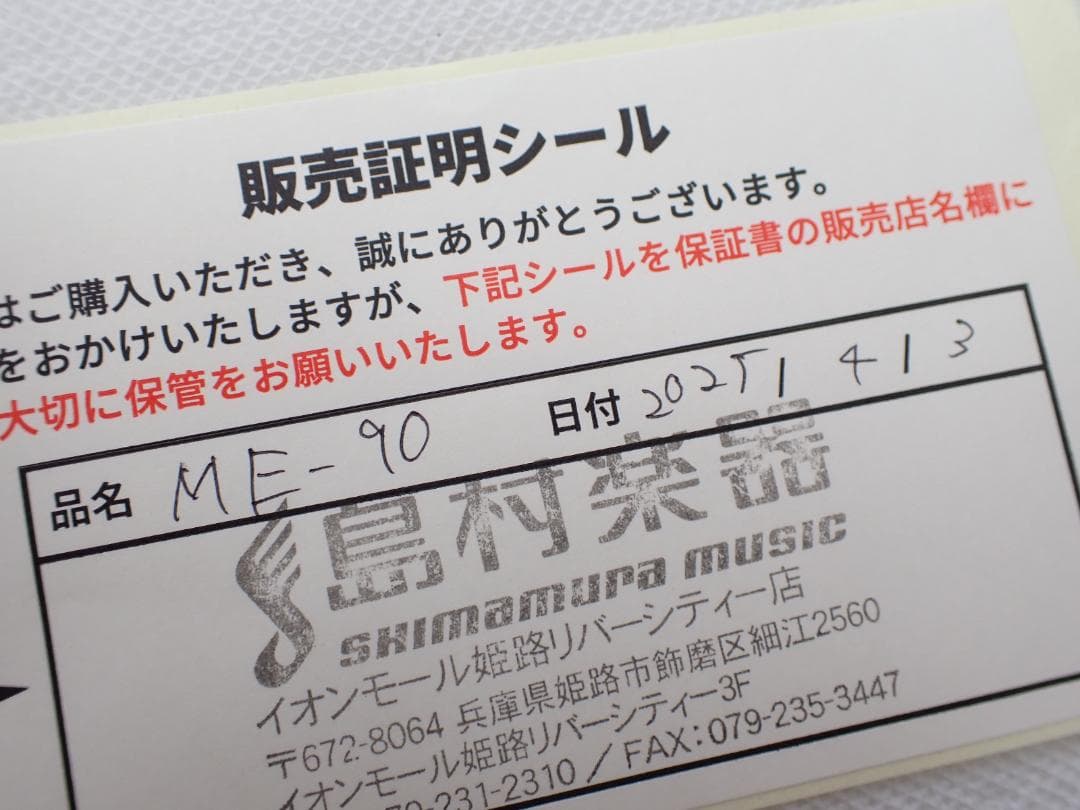 販売証明シール
はご購入いただき、誠にありがとうございます。
をおかけいたしますが、下記シールを保証書の販売店名欄に
大切に保管をお願いいたします。
品名 ME-90 日付 2025/4/3
島村楽器
SHIMAMURA MUSIC
イオンモール姫路リバーシティー店
〒672-8064 兵庫県姫路市飾磨区細江2560
イオンモール姫路リバーシティー3F
79-231-2310/FAX:079-235-3447